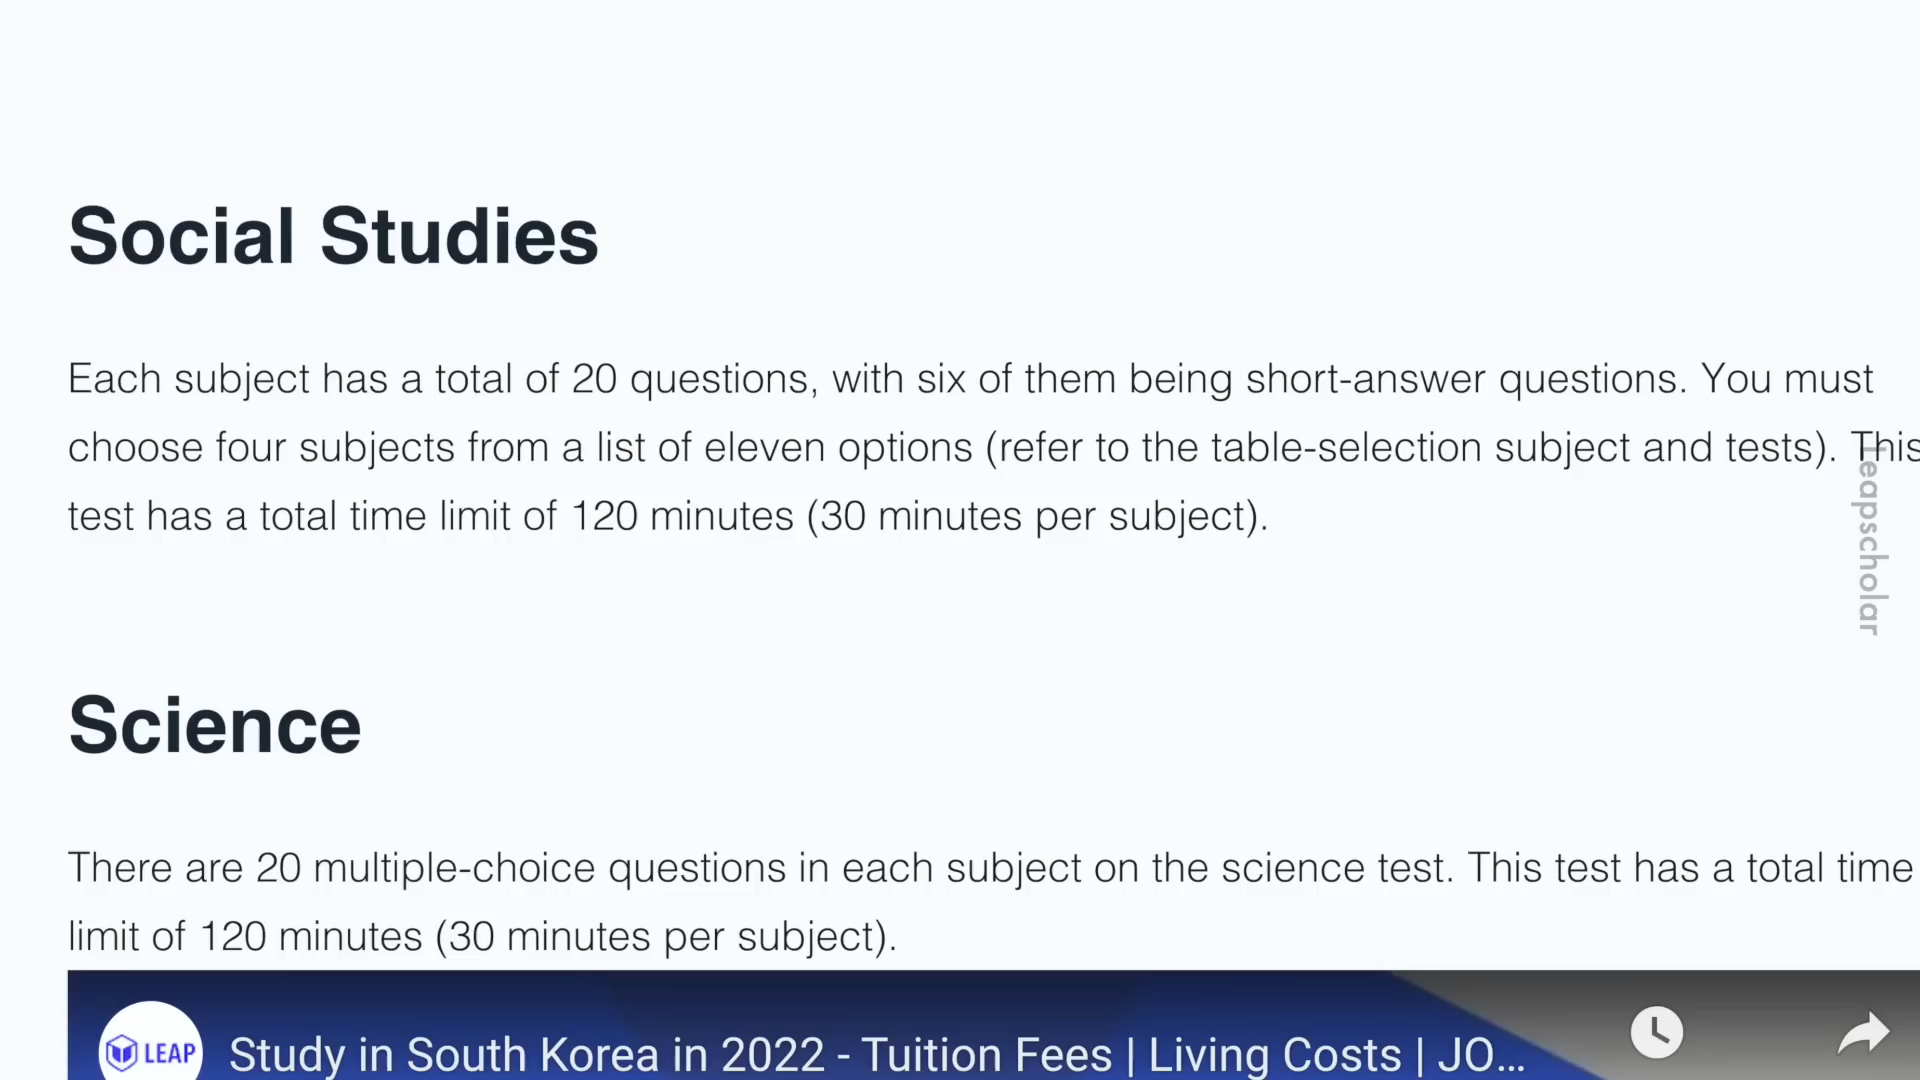 Social Studies
Each subject has a total of 20 questions, with six of them being short-answer questions. You must
choose four subjects from a list of eleven options (refer to the table-selection subject and tests). This
test has a total time limit of 120 minutes (30 minutes per subject).
Leapscholar
Science
There are 20 multiple-choice questions in each subject on the science test. This test has a total time
limit of 120 minutes (30 minutes per subject).
LEAP
Study in South Korea in 2022 - Tuition Fees | Living Costs | JO...